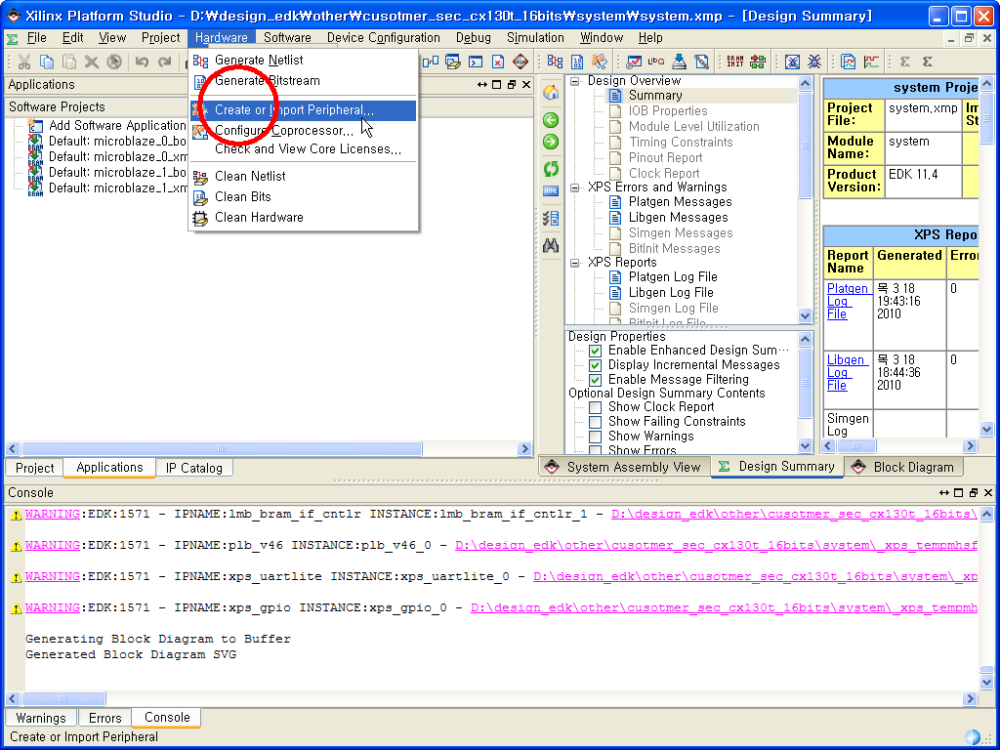 Xilinx Platform Studio - D:₩design_edk₩other₩cusotmer_sec_cx130t_16bits₩system₩system.xmp - [Design Summary]
File Edit View Project Hardware Software Device Configuration Debug Simulation Window Help
Generate Netlist
Generate Bitstream
Create or Import Peripheral...
Configure Coprocessor...
Check and View Core Licenses...
Clean Netlist
Clean Bits
Clean Hardware
Applications
Software Projects
Add Software Application
Default: microblaze_0_bo
Default: microblaze_0_xm
Default: microblaze_1_bo
Default: microblaze_1_xm
Project Applications IP Catalog
Design Overview
Summary
IOB Properties
Module Level Utilization
Timing Constraints
Pinout Report
Clock Report
XPS Errors and Warnings
Platgen Messages
Libgen Messages
Simgen Messages
BitInit Messages
XPS Reports
Platgen Log File
Libgen Log File
Simgen Log File
BitInit Log File
Design Properties
Enable Enhanced Design Sum...
Display Incremental Messages
Enable Message Filtering
Optional Design Summary Contents
Show Clock Report
Show Failing Constraints
Show Warnings
Show Errors
system Proje
Project File: system.xmp Im St
Module Name: system
Product Version: EDK 11.4
XPS Repo
Report Name Generated Erro
Platgen Log File 목 3 18 19:43:16 2010 0
Libgen Log File 목 3 18 18:44:36 2010 0
Simgen Log
System Assembly View Design Summary Block Diagram
Console
WARNING:EDK:1571 - IPNAME:lmb_bram_if_cntlr INSTANCE:lmb_bram_if_cntlr_1 - D:\design_edk\other\cusotmer_sec_cx130t_16bits\
WARNING:EDK:1571 - IPNAME:plb_v46 INSTANCE:plb_v46_0 - D:\design_edk\other\cusotmer_sec_cx130t_16bits\system\_xps_tempmhsf
WARNING:EDK:1571 - IPNAME:xps_uartlite INSTANCE:xps_uartlite_0 - D:\design_edk\other\cusotmer_sec_cx130t_16bits\system\_xp
WARNING:EDK:1571 - IPNAME:xps_gpio INSTANCE:xps_gpio_0 - D:\design_edk\other\cusotmer_sec_cx130t_16bits\system\_xps_tempmh
Generating Block Diagram to Buffer
Generated Block Diagram SVG
Warnings Errors Console
Create or Import Peripheral